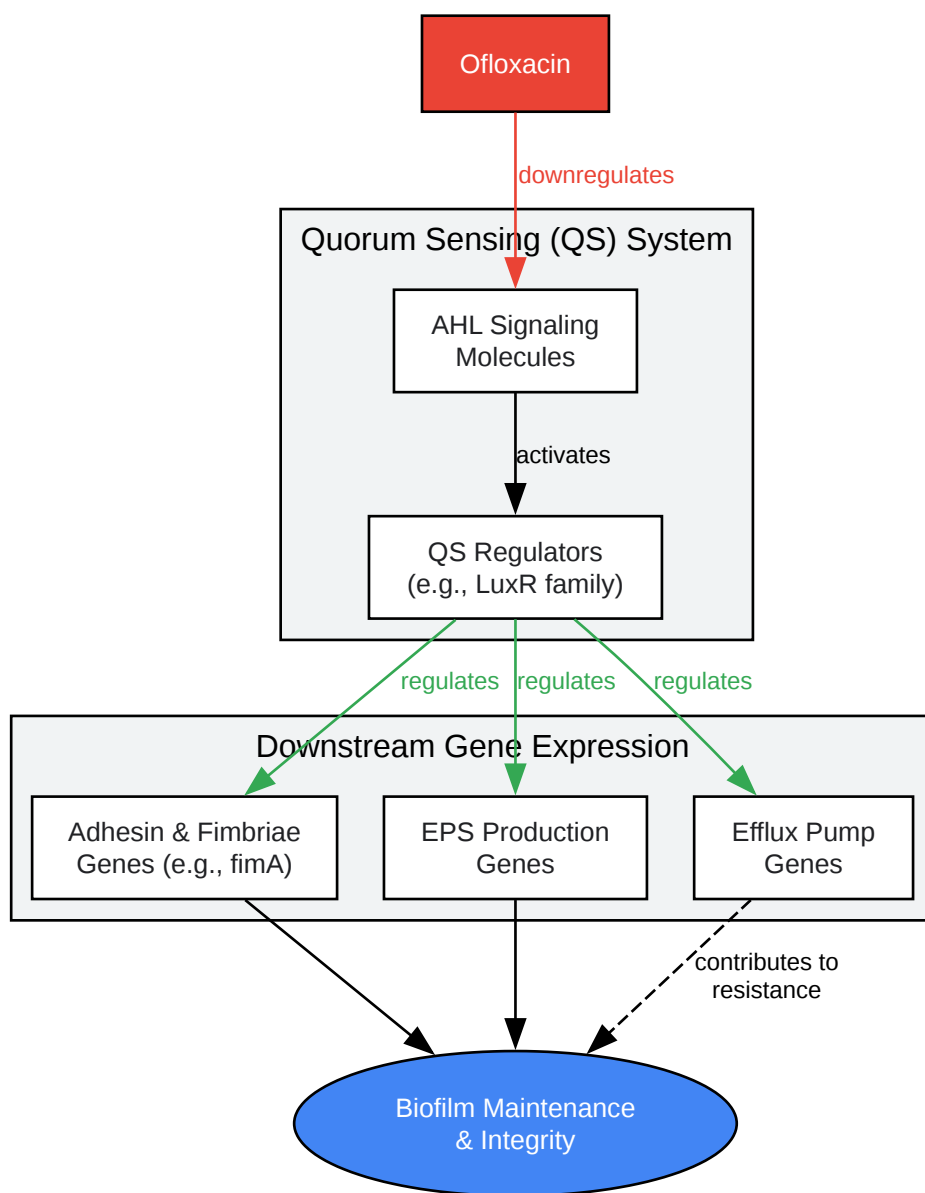 Ofloxacin
downregulates
Quorum Sensing (QS) System
AHL Signaling
Molecules
activates
QS Regulators
(e.g., LuxR family)
regulates
regulates
regulates
Downstream Gene Expression
Adhesin & Fimbriae
Genes (e.g., fimA)
EPS Production
Genes
Efflux Pump
Genes
contributes to
resistance
Biofilm Maintenance
& Integrity